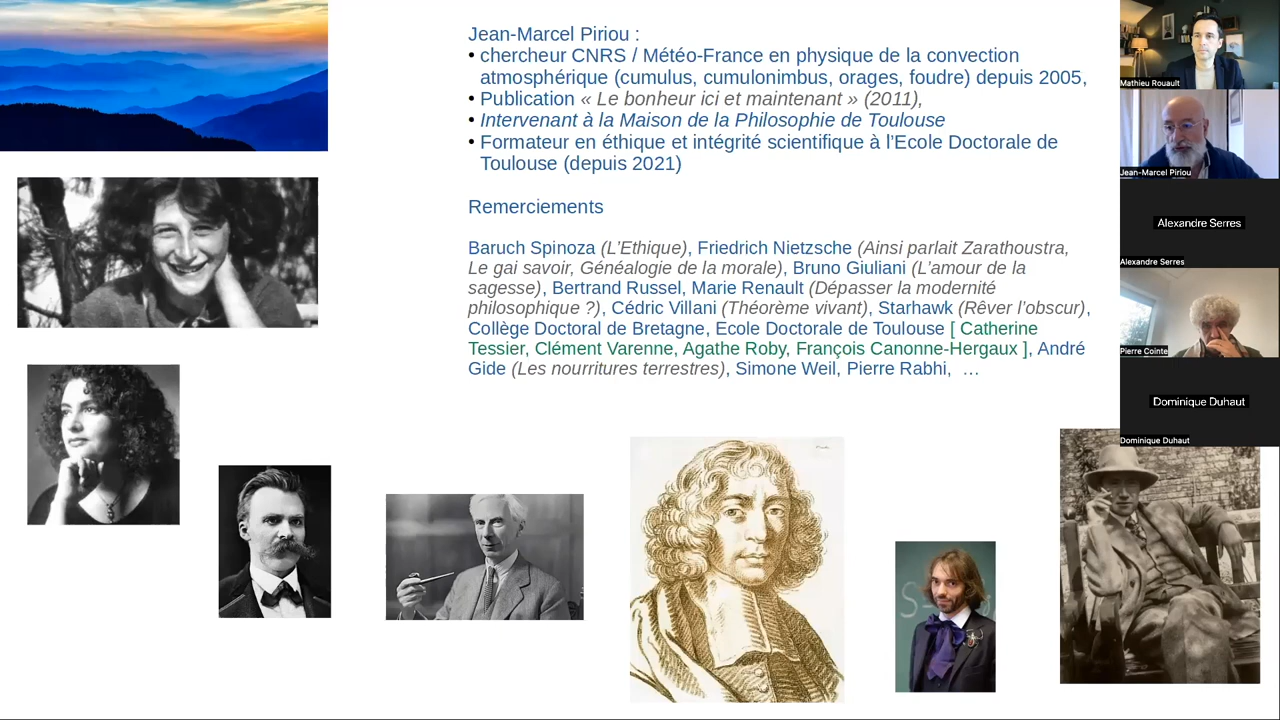 Jean-Marcel Piriou :
• chercheur CNRS / Météo-France en physique de la convection
atmosphérique (cumulus, cumulonimbus, orages, foudre) depuis 2005,
• Publication « Le bonheur ici et maintenant » (2011),
• Intervenant à la Maison de la Philosophie de Toulouse
• Formateur en éthique et intégrité scientifique à l’Ecole Doctorale de
Toulouse (depuis 2021)
Remerciements
Baruch Spinoza (L’Ethique), Friedrich Nietzsche (Ainsi parlait Zarathoustra,
Le gai savoir, Généalogie de la morale), Bruno Giuliani (L’amour de la
sagesse), Bertrand Russel, Marie Renault (Dépasser la modernité
philosophique ?), Cédric Villani (Théorème vivant), Starhawk (Rêver l’obscur),
Collège Doctoral de Bretagne, Ecole Doctorale de Toulouse [ Catherine
Tessier, Clément Varenne, Agathe Roby, François Canonne-Hergaux ], André
Gide (Les nourritures terrestres), Simone Weil, Pierre Rabhi, …
Mathieu Rouault
Jean-Marcel Piriou
Alexandre Serres
Alexandre Serres
Pierre Cointe
Dominique Duhaut
Dominique Duhaut